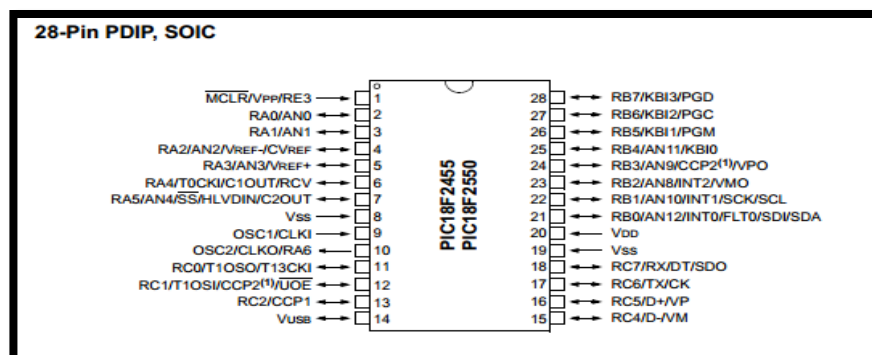 28-Pin PDIP, SOIC
MCLR/VPP/RE3 1
RA0/AN0 2
RA1/AN1 3
RA2/AN2/VREF-/CVREF 4
RA3/AN3/VREF+ 5
RA4/T0CKI/C1OUT/RCV 6
RA5/AN4/SS/HLVDIN/C2OUT 7
VSS 8
OSC1/CLKI 9
OSC2/CLKO/RA6 10
RC0/T1OSO/T13CKI 11
RC1/T1OSI/CCP2(1)/UOE 12
RC2/CCP1 13
VUSB 14
PIC18F2455
PIC18F2550
28 RB7/KBI3/PGD
27 RB6/KBI2/PGC
26 RB5/KBI1/PGM
25 RB4/AN11/KBI0
24 RB3/AN9/CCP2(1)/VPO
23 RB2/AN8/INT2/VMO
22 RB1/AN10/INT1/SCK/SCL
21 RB0/AN12/INT0/FLT0/SDI/SDA
20 VDD
19 VSS
18 RC7/RX/DT/SDO
17 RC6/TX/CK
16 RC5/D+/VP
15 RC4/D-/VM